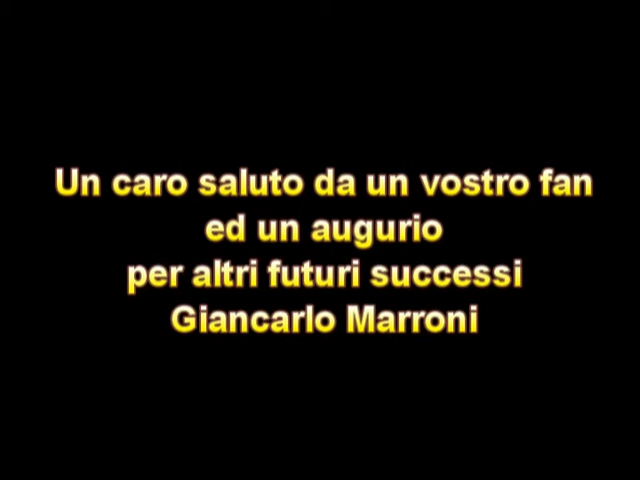 Un caro saluto da un vostro fan
ed un augurio
per altri futuri successi
Giancarlo Marroni